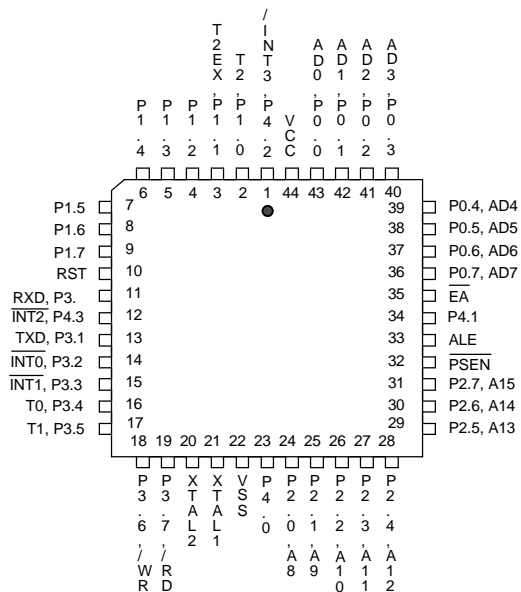 P1.4
P1.3
P1.2
T2EX,P1.1
T2,P1.0
/INT3,P4.2
VCC
AD0,P0.0
AD1,P0.1
AD2,P0.2
AD3,P0.3
6 5 4 3 2 1 44 43 42 41 40
P1.5 7
P1.6 8
P1.7 9
RST 10
RXD, P3. 11
INT2, P4.3 12
TXD, P3.1 13
INT0, P3.2 14
INT1, P3.3 15
T0, P3.4 16
T1, P3.5 17
39 P0.4, AD4
38 P0.5, AD5
37 P0.6, AD6
36 P0.7, AD7
35 EA
34 P4.1
33 ALE
32 PSEN
31 P2.7, A15
30 P2.6, A14
29 P2.5, A13
18 19 20 21 22 23 24 25 26 27 28
P3.6,/WR
P3.7,/RD
XTAL2
XTAL1
VSS
P4.0
P2.0,A8
P2.1,A9
P2.2,A10
P2.3,A11
P2.4,A12